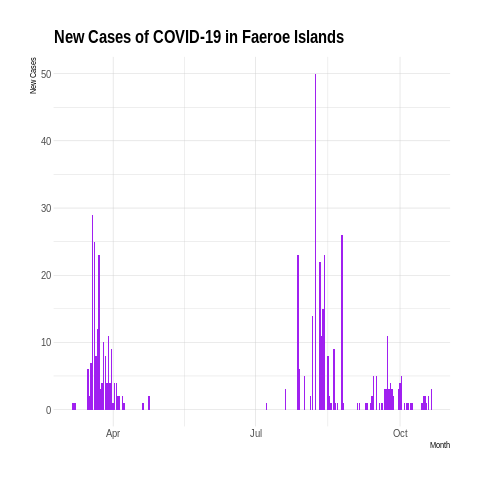 New Cases of COVID-19 in Faeroe Islands
New Cases
50
40
30
20
10
0
Apr
Jul
Oct
Month